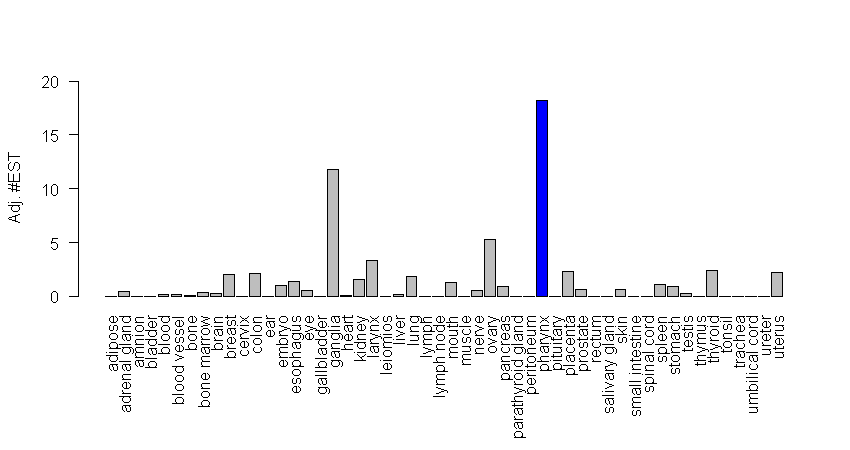 Adj. #EST
20
15
10
5
0
adipose
adrenal gland
amnion
bladder
blood
blood vessel
bone
bone marrow
brain
breast
cervix
colon
ear
embryo
esophagus
eye
gallbladder
ganglia
heart
kidney
larynx
leiomios
liver
lung
lymph
lymph node
mouth
muscle
nerve
ovary
pancreas
parathyroid gland
peritoneum
pharynx
pituitary
placenta
prostate
rectum
salivary gland
skin
small intestine
spinal cord
spleen
stomach
testis
thymus
thyroid
tonsil
trachea
umbilical cord
ureter
uterus